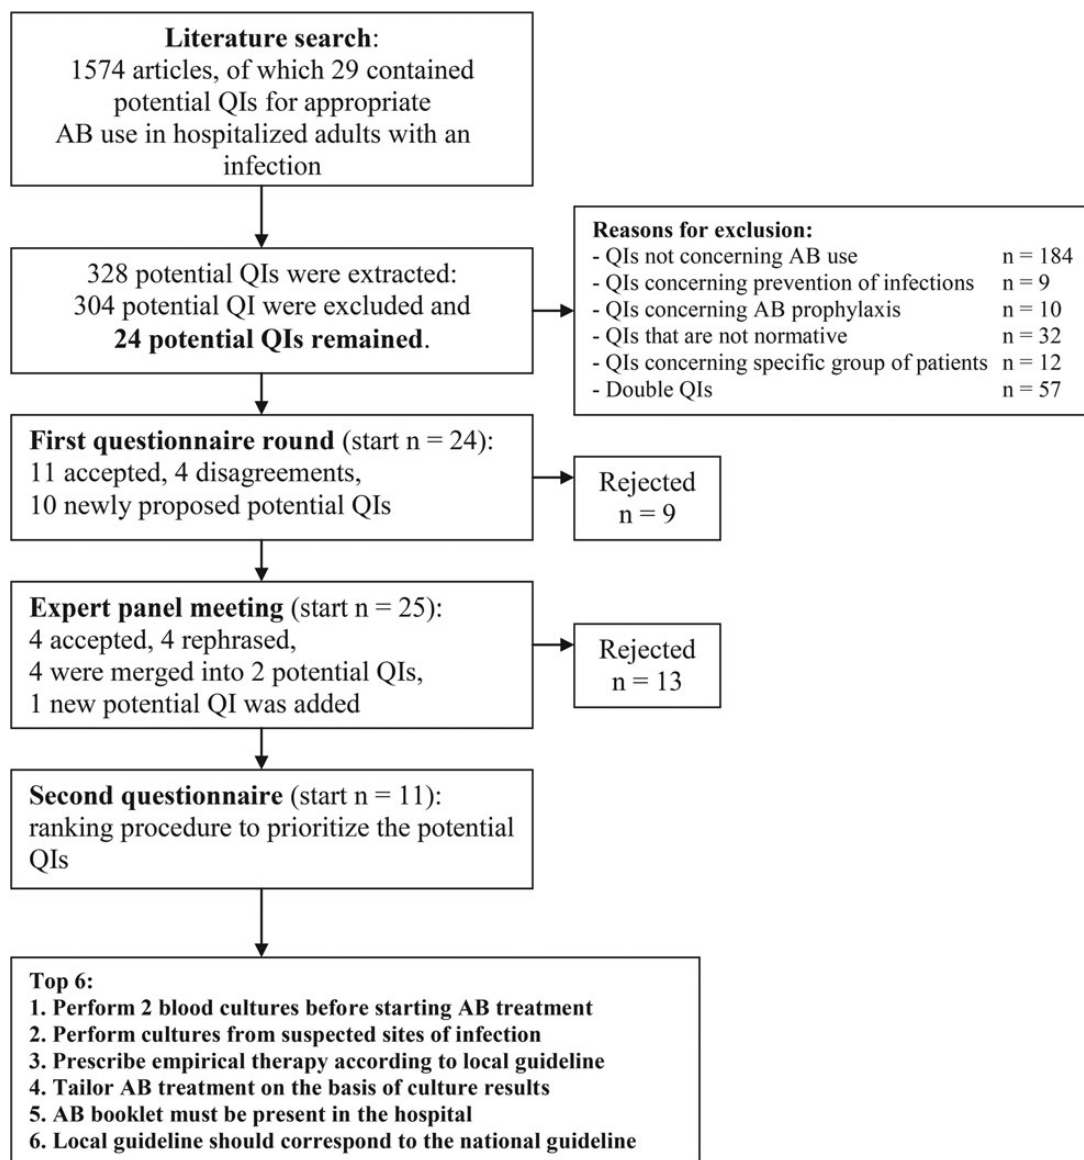 Literature search:
1574 articles, of which 29 contained
potential QIs for appropriate
AB use in hospitalized adults with an
infection
328 potential QIs were extracted:
304 potential QI were excluded and
24 potential QIs remained.
Reasons for exclusion:
- QIs not concerning AB use n = 184
- QIs concerning prevention of infections n = 9
- QIs concerning AB prophylaxis n = 10
- QIs that are not normative n = 32
- QIs concerning specific group of patients n = 12
- Double QIs n = 57
First questionnaire round (start n = 24):
11 accepted, 4 disagreements,
10 newly proposed potential QIs
Rejected
n = 9
Expert panel meeting (start n = 25):
4 accepted, 4 rephrased,
4 were merged into 2 potential QIs,
1 new potential QI was added
Rejected
n = 13
Second questionnaire (start n = 11):
ranking procedure to prioritize the potential
QIs
Top 6:
1. Perform 2 blood cultures before starting AB treatment
2. Perform cultures from suspected sites of infection
3. Prescribe empirical therapy according to local guideline
4. Tailor AB treatment on the basis of culture results
5. AB booklet must be present in the hospital
6. Local guideline should correspond to the national guideline